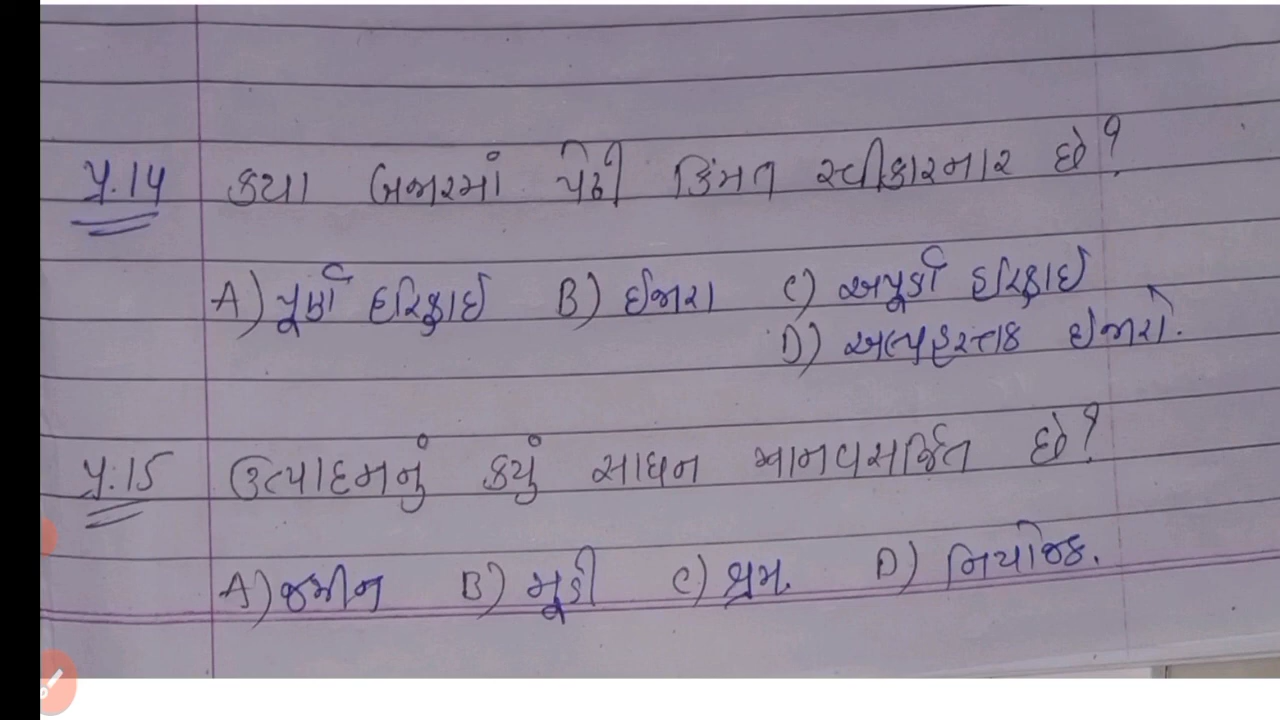 પ્ર.14 કયા બજારમાં પેઢી કિંમત સ્વીકારનાર છે?
A) પૂર્ણ હરિફાઈ B) ઈજારા C) અપૂર્ણ હરિફાઈ
D) અલ્પહસ્તક ઈજારો.
પ્ર.15 ઉત્પાદનનું કયું સાધન માનવસર્જિત છે?
A) જમીન B) મૂડી C) શ્રમ. D) નિયોજક.